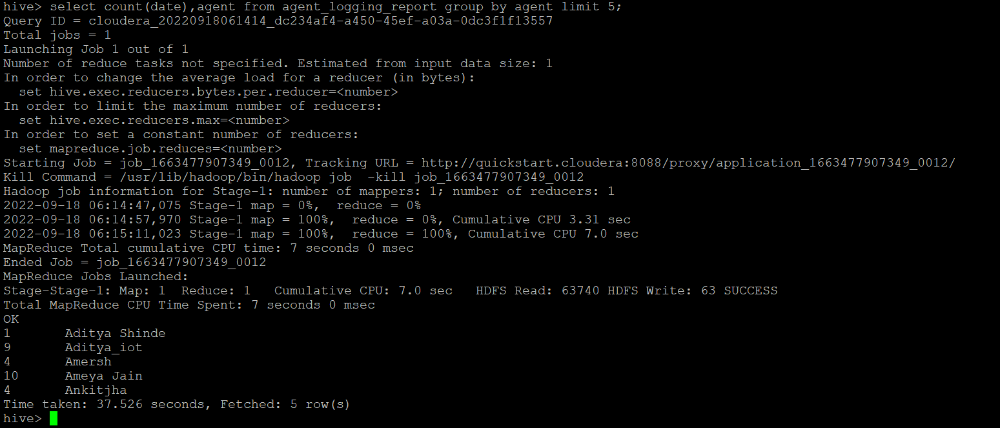 hive> select count(date),agent from agent_logging_report group by agent limit 5;
Query ID = cloudera_20220918061414_dc234af4-a450-45ef-a03a-0dc3f1f13557
Total jobs = 1
Launching Job 1 out of 1
Number of reduce tasks not specified. Estimated from input data size: 1
In order to change the average load for a reducer (in bytes):
  set hive.exec.reducers.bytes.per.reducer=<number>
In order to limit the maximum number of reducers:
  set hive.exec.reducers.max=<number>
In order to set a constant number of reducers:
  set mapreduce.job.reduces=<number>
Starting Job = job_1663477907349_0012, Tracking URL = http://quickstart.cloudera:8088/proxy/application_1663477907349_0012/
Kill Command = /usr/lib/hadoop/bin/hadoop job  -kill job_1663477907349_0012
Hadoop job information for Stage-1: number of mappers: 1; number of reducers: 1
2022-09-18 06:14:47,075 Stage-1 map = 0%,  reduce = 0%
2022-09-18 06:14:57,970 Stage-1 map = 100%,  reduce = 0%, Cumulative CPU 3.31 sec
2022-09-18 06:15:11,023 Stage-1 map = 100%,  reduce = 100%, Cumulative CPU 7.0 sec
MapReduce Total cumulative CPU time: 7 seconds 0 msec
Ended Job = job_1663477907349_0012
MapReduce Jobs Launched:
Stage-Stage-1: Map: 1  Reduce: 1   Cumulative CPU: 7.0 sec   HDFS Read: 63740 HDFS Write: 63 SUCCESS
Total MapReduce CPU Time Spent: 7 seconds 0 msec
OK
1       Aditya Shinde
9       Aditya_iot
4       Amersh
10      Ameya Jain
4       Ankitjha
Time taken: 37.526 seconds, Fetched: 5 row(s)
hive>